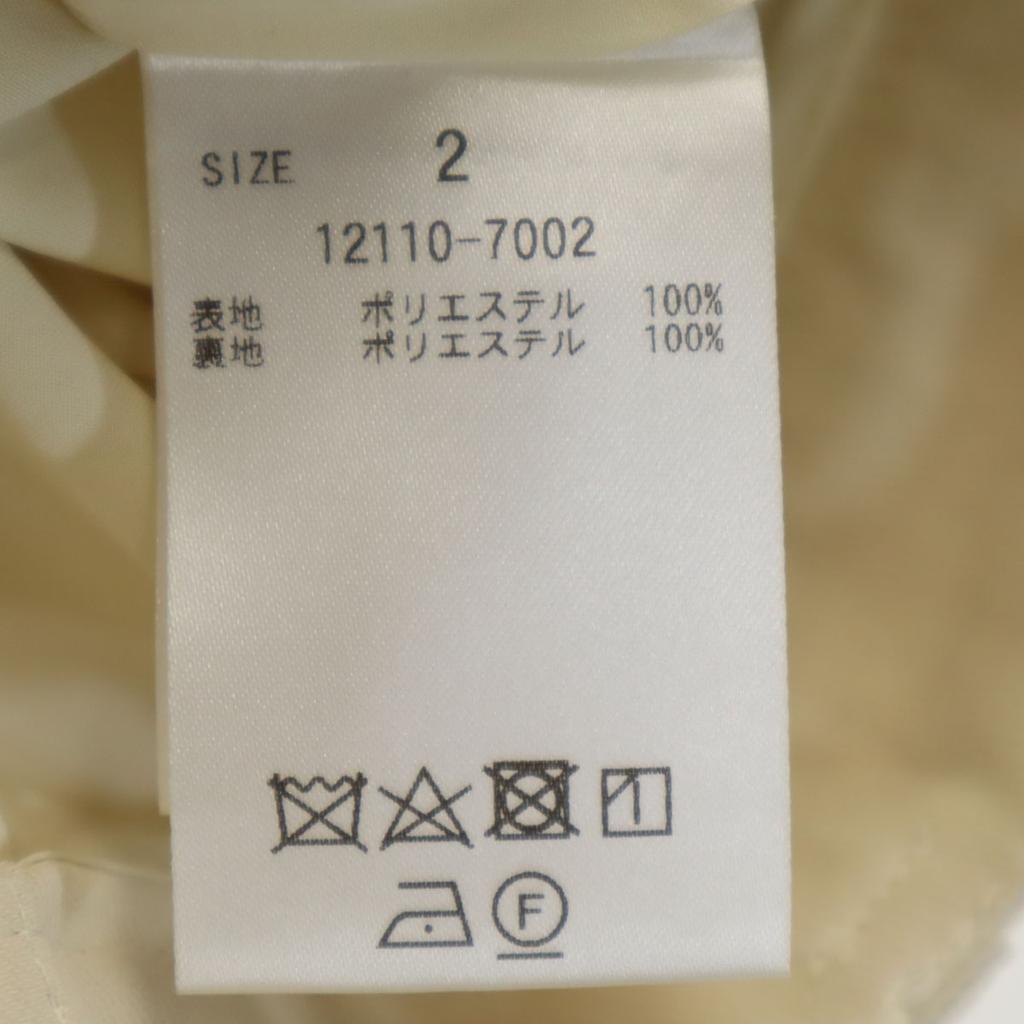 SIZE 2
12110-7002
表地 ポリエステル 100%
裏地 ポリエステル 100%
F